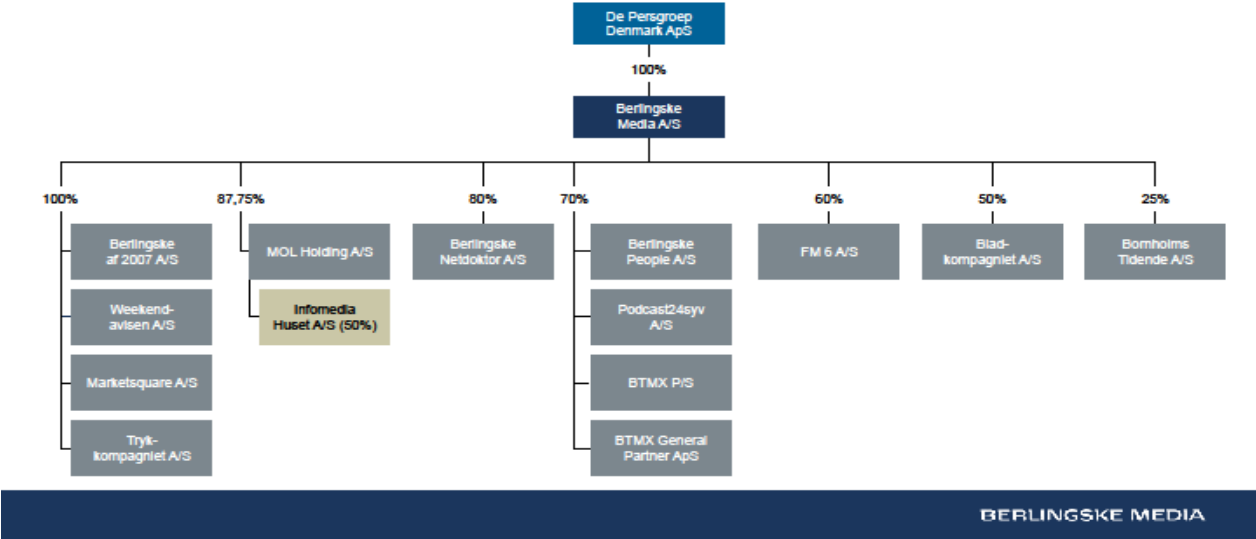 De Persgroep
Denmark ApS
100%
Berlingske
Media A/S
100%
87,75%
80%
70%
60%
50%
25%
Berlingske
af 2007 A/S
MOL Holding A/S
Berlingske
Netdoktor A/S
Berlingske
People A/S
FM 6 A/S
Blad-
kompagniet A/S
Bornholms
Tidende A/S
Weekend-
avisen A/S
Infomedia
Huset A/S (50%)
Podcast24syv
A/S
Marketsquare A/S
BTMX P/S
Tryk-
kompagniet A/S
BTMX General
Partner ApS
BERLINGSKE MEDIA